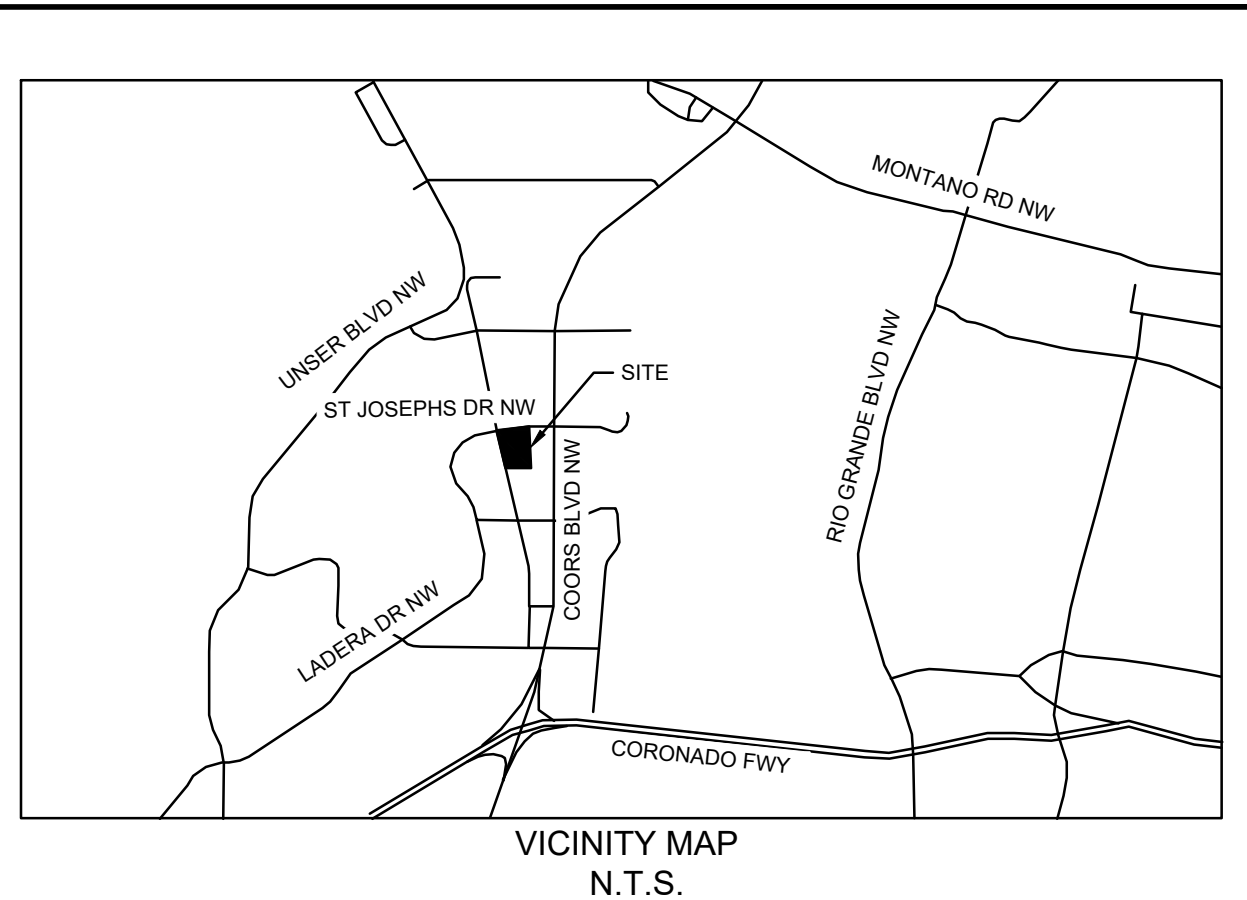 MONTANO RD NW
UNSER BLVD NW
SITE
ST JOSEPHS DR NW
RIO GRANDE BLVD NW
COORS BLVD NW
LADERA DR NW
CORONADO FWY
VICINITY MAP
N.T.S.